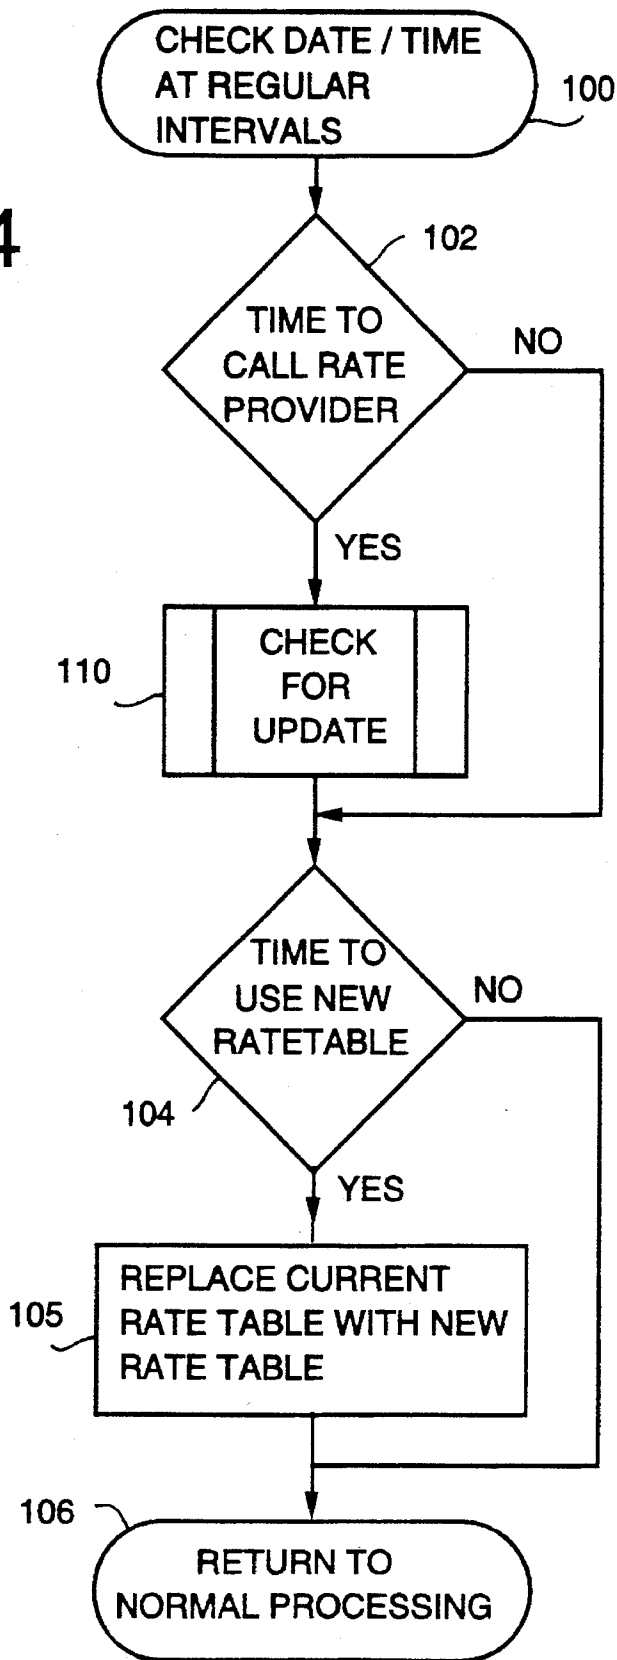 CHECK DATE / TIME
AT REGULAR
INTERVALS
100
4
102
TIME TO
CALL RATE
PROVIDER
NO
YES
110
CHECK
FOR
UPDATE
TIME TO
USE NEW
RATETABLE
NO
104
YES
105
REPLACE CURRENT
RATE TABLE WITH NEW
RATE TABLE
106
RETURN TO
NORMAL PROCESSING